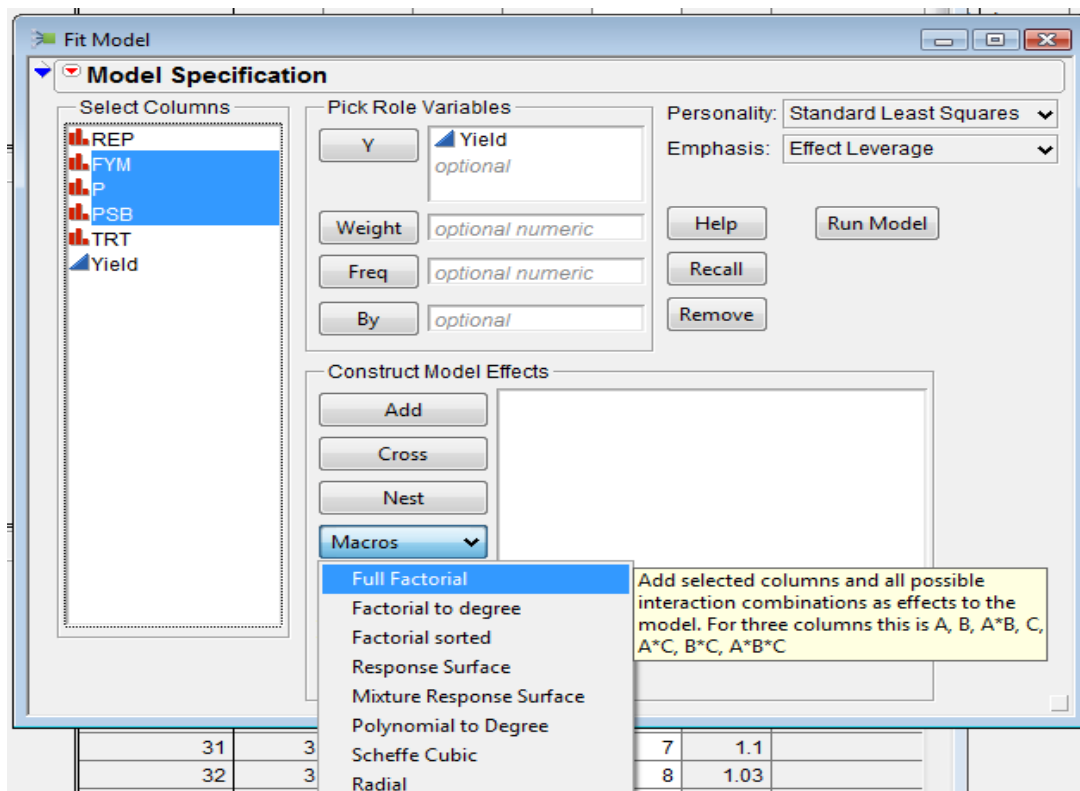 Fit Model
Model Specification
Select Columns
REP
FYM
P
PSB
TRT
Yield
Pick Role Variables
Y
Yield
optional
Weight
optional numeric
Freq
optional numeric
By
optional
Personality: Standard Least Squares
Emphasis: Effect Leverage
Help
Run Model
Recall
Remove
Construct Model Effects
Add
Cross
Nest
Macros
Full Factorial
Factorial to degree
Factorial sorted
Response Surface
Mixture Response Surface
Polynomial to Degree
Scheffe Cubic
Radial
Add selected columns and all possible
interaction combinations as effects to the
model. For three columns this is A, B, A*B, C,
A*C, B*C, A*B*C
31 3 7 1.1
32 3 8 1.03